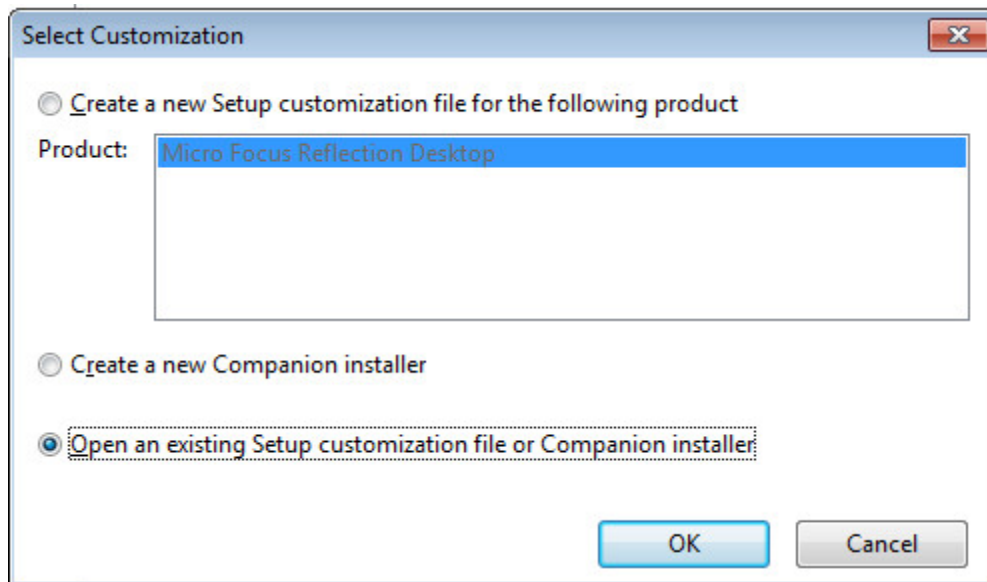 Select Customization
Create a new Setup customization file for the following product
Product:
Micro Focus Reflection Desktop
Create a new Companion installer
Open an existing Setup customization file or Companion installer
OK
Cancel